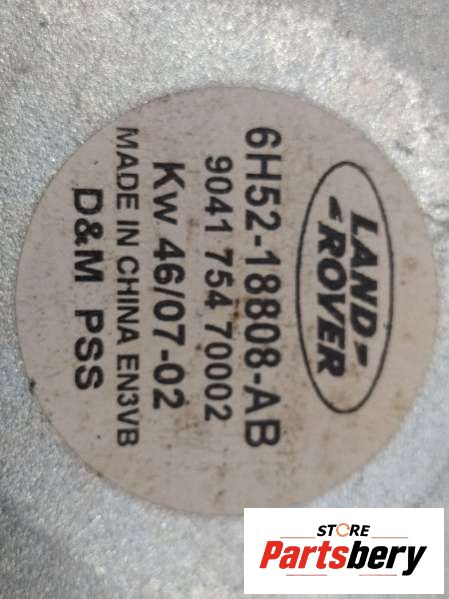 LAND
ROVER
6H52-18808-AB
9041 754 70002
Kw 46/07-02
MADE IN CHINA EN3VB
D&M PSS
STORE
Partsbery